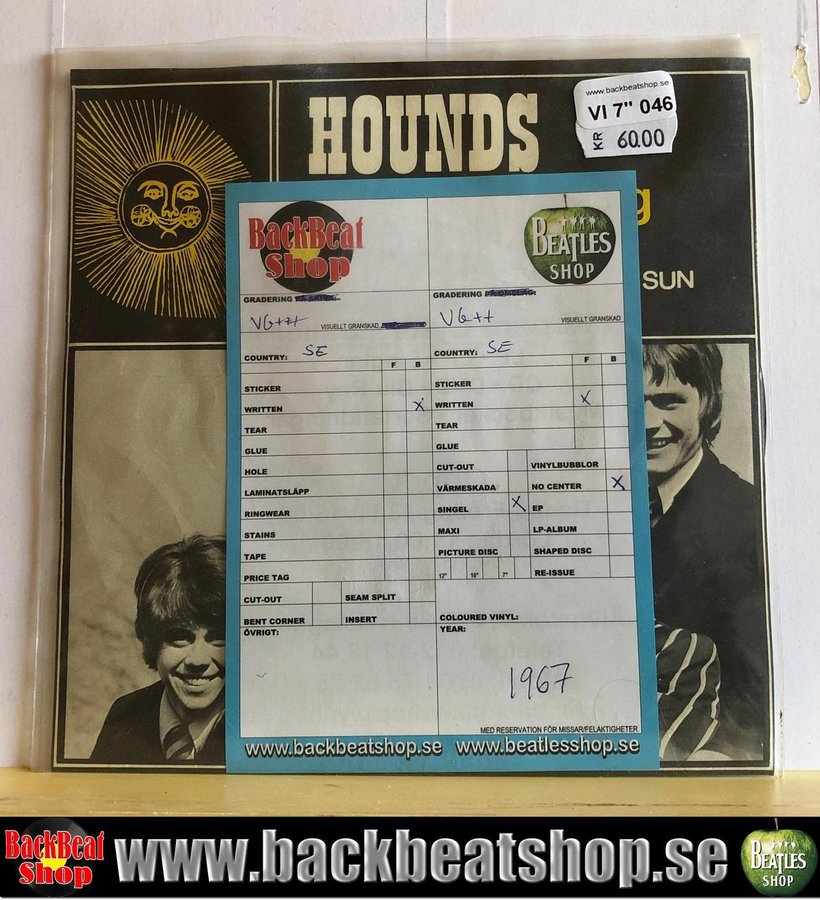 HOUNDS
www.backbeatshop.se
VI 7" 046
KR 60.00
g
SUN
BackBeat
Shop
BEATLES
SHOP
GRADERING
VG++
VISUELLT GRANSKAD
COUNTRY: SE
F B
STICKER
WRITTEN X
TEAR
GLUE
HOLE
LAMINATSLÄPP
RINGWEAR
STAINS
TAPE
PRICE TAG
CUT-OUT SEAM SPLIT
BENT CORNER INSERT
ÖVRIGT:
GRADERING
VG++
VISUELLT GRANSKAD
COUNTRY: SE
F B
STICKER
WRITTEN X
TEAR
GLUE
CUT-OUT VINYLBUBBLOR
VÄRMESKADA NO CENTER X
SINGEL X EP
MAXI LP-ALBUM
PICTURE DISC SHAPED DISC
12" 10" 7" RE-ISSUE
COLOURED VINYL:
YEAR:
1967
MED RESERVATION FÖR MISSAR/FELAKTIGHETER
www.backbeatshop.se www.beatlesshop.se
BackBeat
Shop
www.backbeatshop.se
BEATLES
SHOP